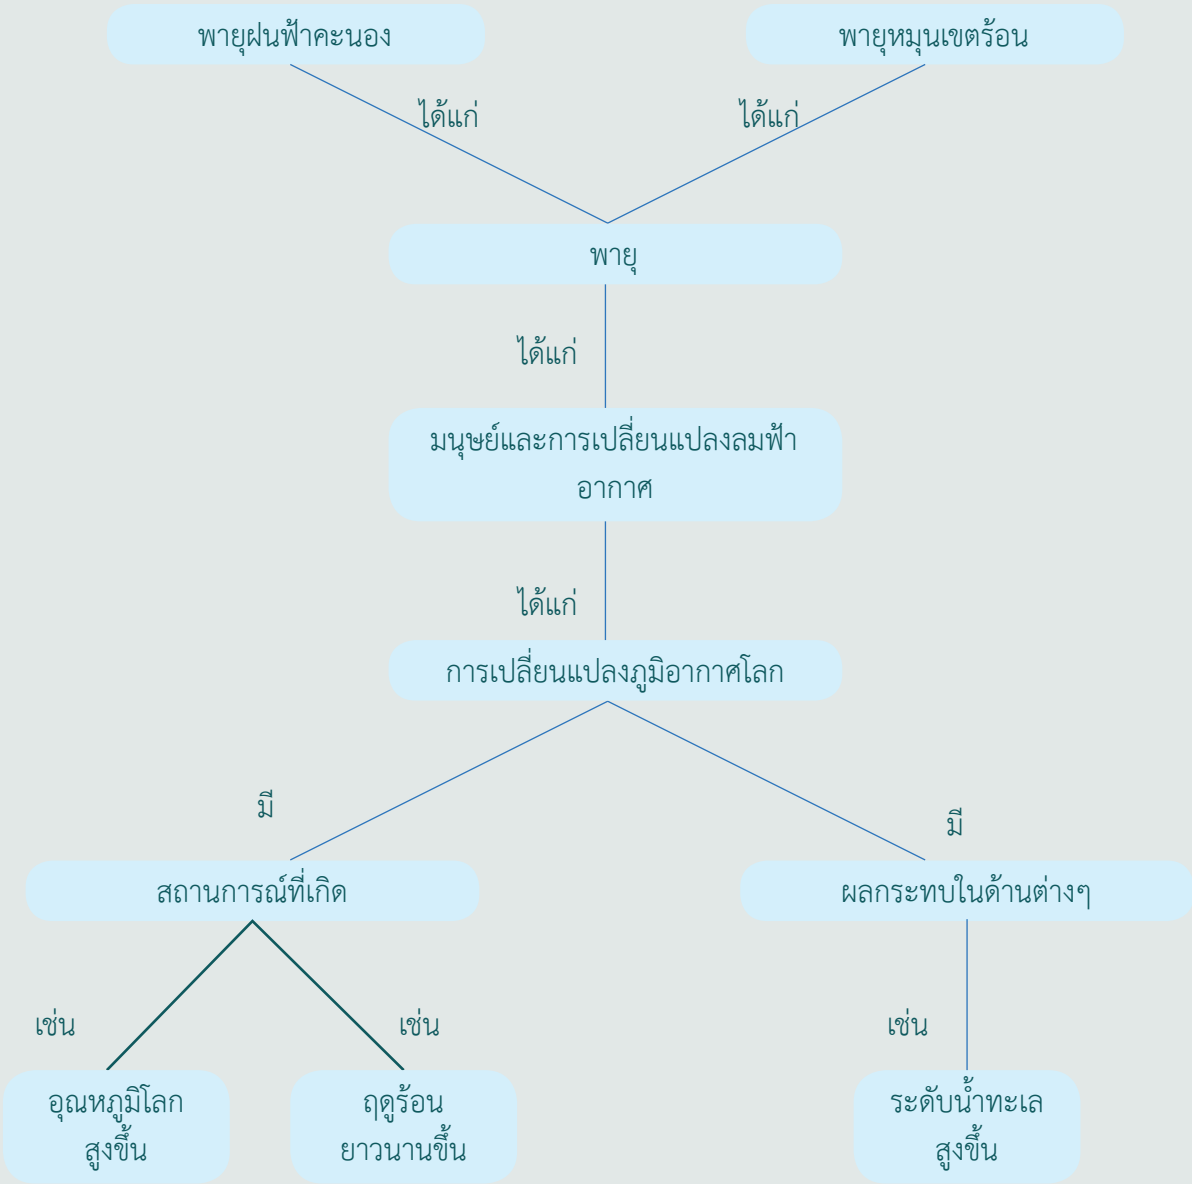 พายุฝนฟ้าคะนอง
พายุหมุนเขตร้อน
ได้แก่
ได้แก่
พายุ
ได้แก่
มนุษย์และการเปลี่ยนแปลงลมฟ้า
อากาศ
ได้แก่
การเปลี่ยนแปลงภูมิอากาศโลก
มี
มี
สถานการณ์ที่เกิด
ผลกระทบในด้านต่างๆ
เช่น
เช่น
เช่น
อุณหภูมิโลก
สูงขึ้น
ฤดูร้อน
ยาวนานขึ้น
ระดับน้ำทะเล
สูงขึ้น